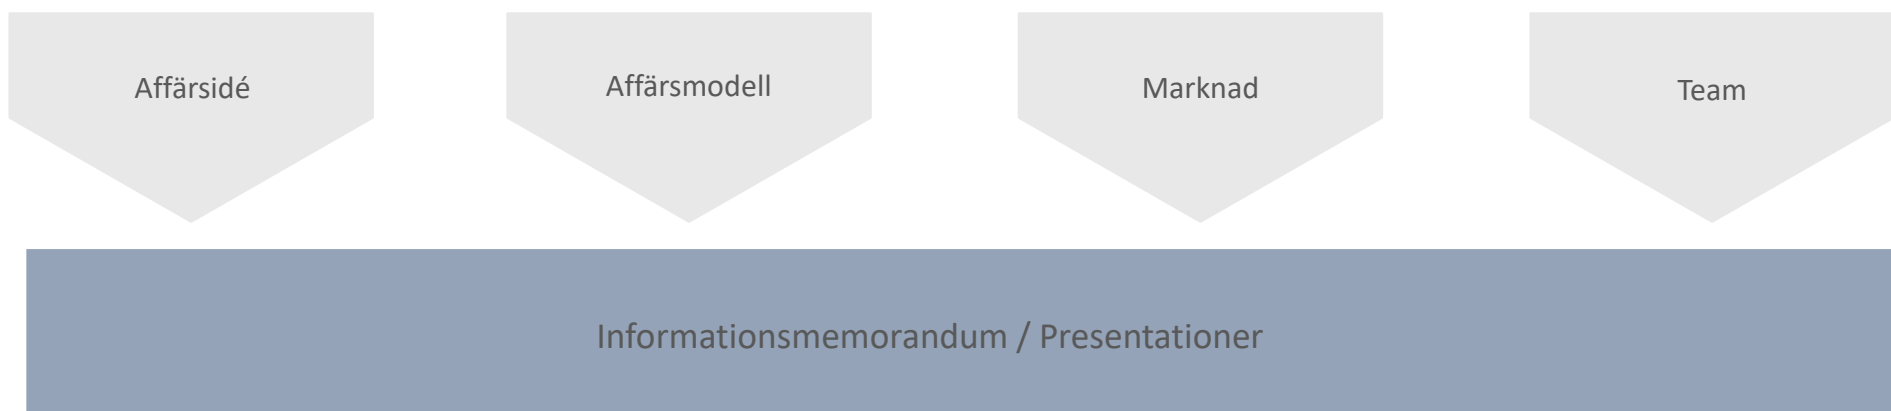 Affärsidé
Affärsmodell
Marknad
Team
Informationsmemorandum / Presentationer